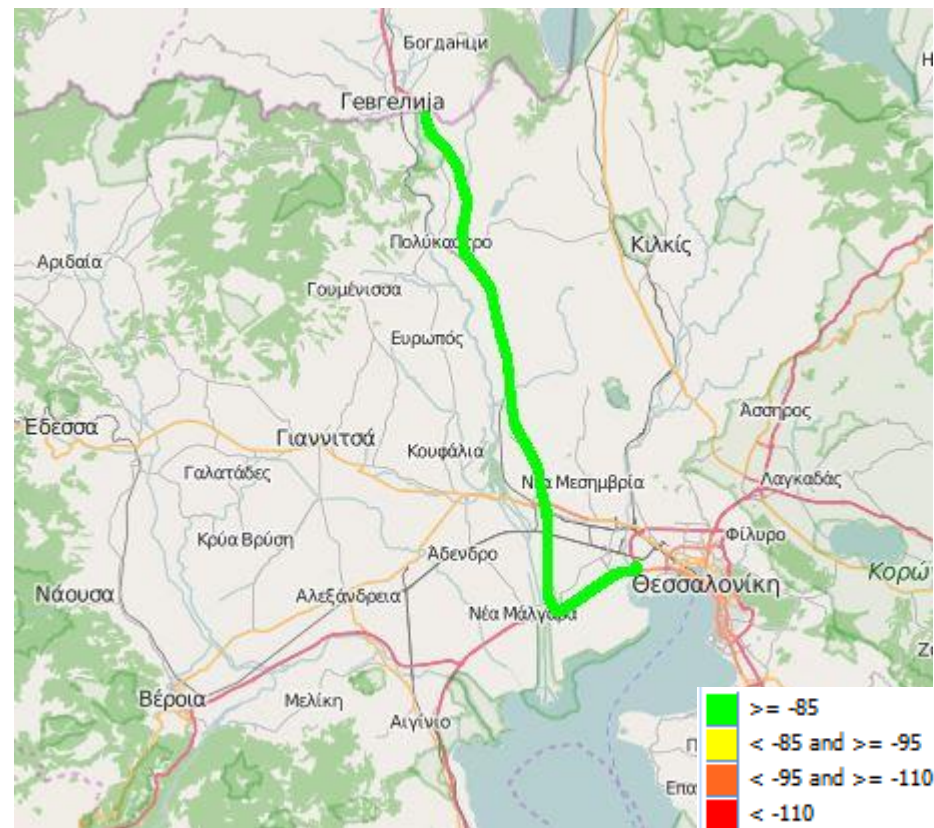 Богданци
Гевгелија
Πολύκαστρο
Κιλκίς
Αριδαία
Γουμένισσα
Ευρωπός
Έδεσσα
Γιαννιτσά
Άσσηρος
Κουφάλια
Γαλατάδες
Νέα Μεσημβρία
Λαγκαδάς
Κρύα Βρύση
Άδενδρο
Φίλυρο
Νάουσα
Αλεξάνδρεια
Θεσσαλονίκη
Κορώ
Νέα Μάλγαρα
Βέροια
Μελίκη
Αιγίνιο
>= -85
< -85 and >= -95
< -95 and >= -110
< -110